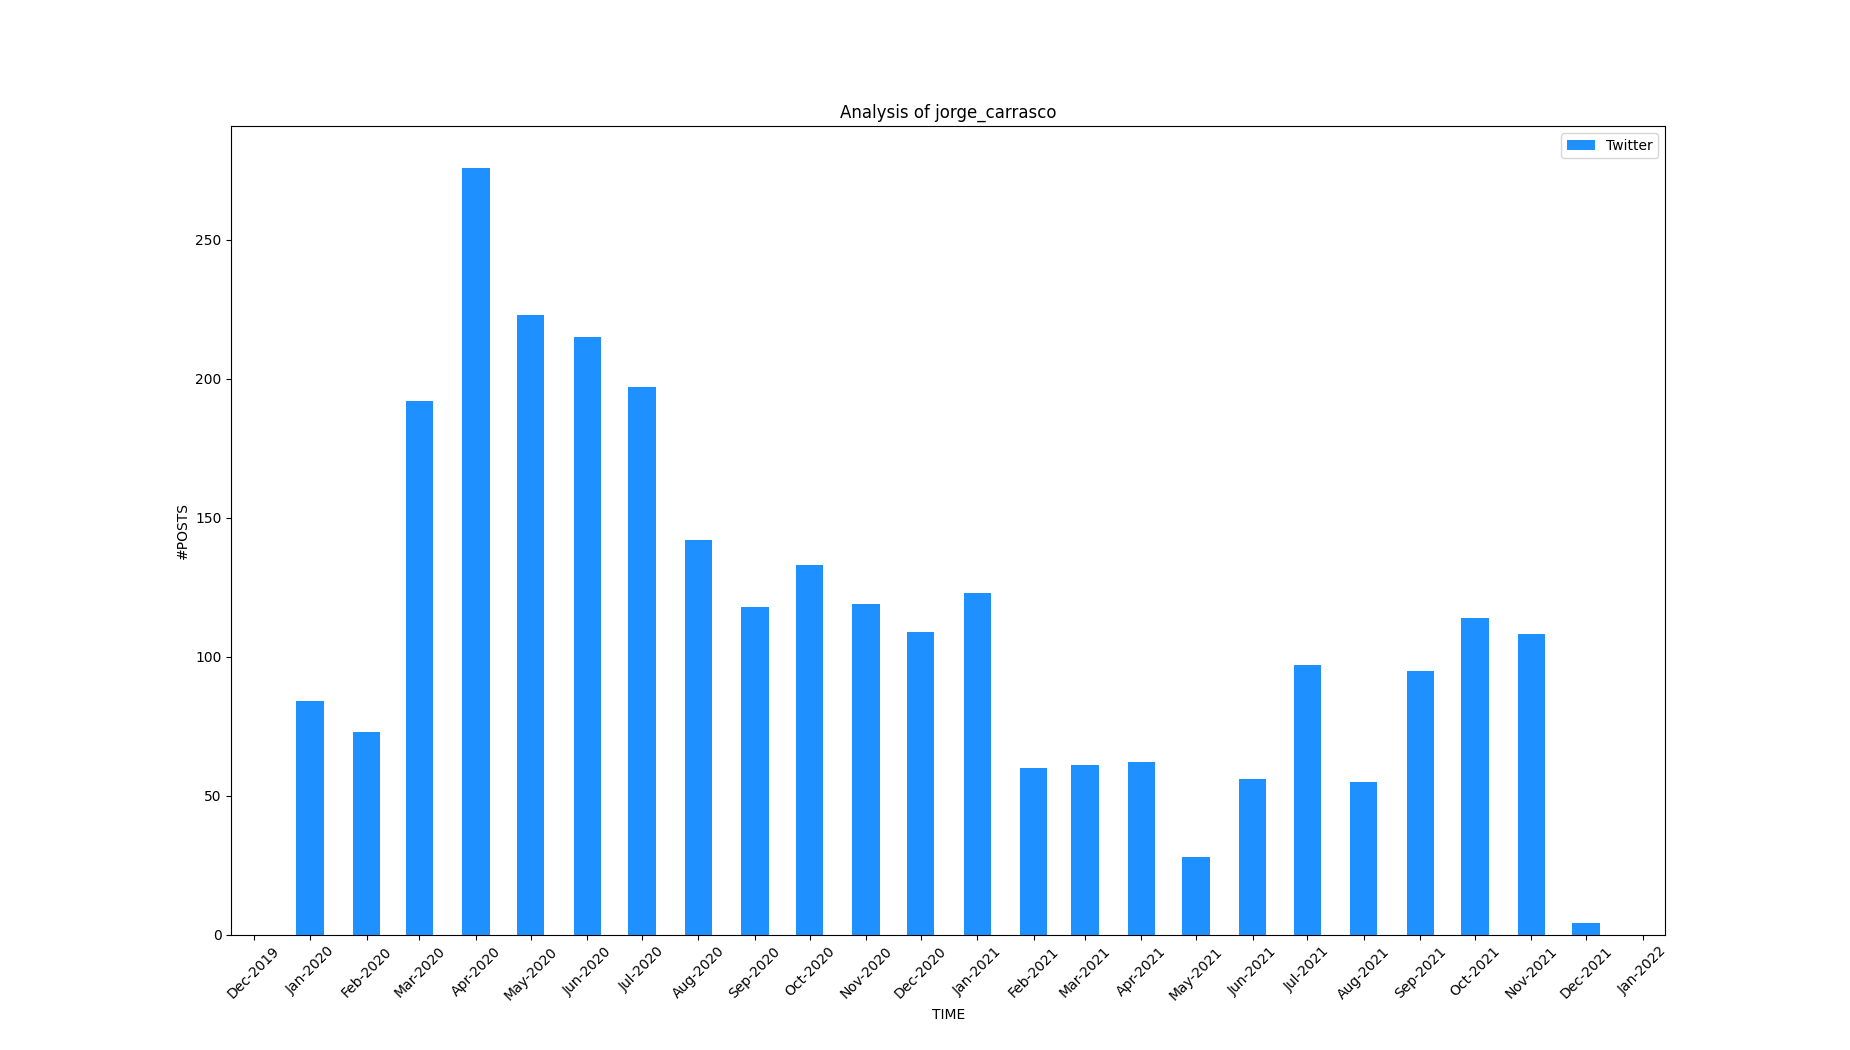 Analysis of jorge_carrasco
Twitter
250
200
150
100
50
0
#POSTS
Dec-2019
Jan-2020
Feb-2020
Mar-2020
Apr-2020
May-2020
Jun-2020
Jul-2020
Aug-2020
Sep-2020
Oct-2020
Nov-2020
Dec-2020
Jan-2021
Feb-2021
Mar-2021
Apr-2021
May-2021
Jun-2021
Jul-2021
Aug-2021
Sep-2021
Oct-2021
Nov-2021
Dec-2021
Jan-2022
TIME